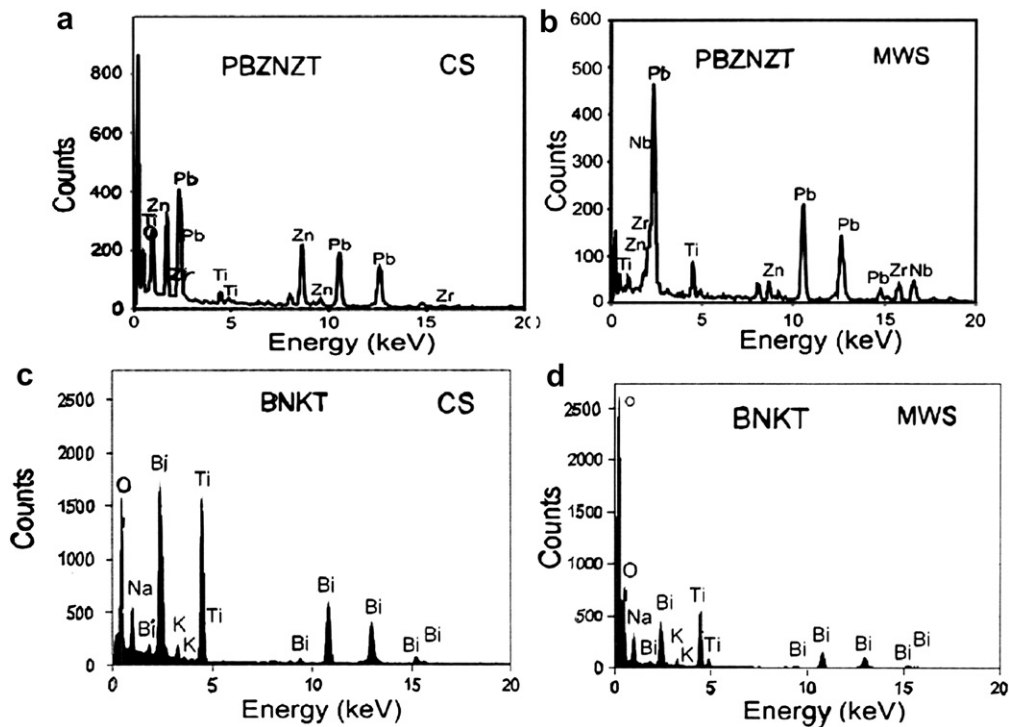 a
PBZNZT CS
Counts
800
600
400
200
0
Ti
O
Zn
Pb
Pb
Zr
Ti
Ti
Zn
Zn
Pb
Pb
Zr
0 5 10 15 20
Energy (keV)
b
PBZNZT MWS
Counts
600
500
400
300
200
100
0
Pb
Nb
Zr
Zn
Ti
Ti
Zn
Pb
Pb
Pb
Zr
Nb
0 5 10 15 20
Energy (keV)
c
BNKT CS
Counts
2500
2000
1500
1000
500
0
O
Na
Bi
Bi
K
K
Ti
Ti
Bi
Bi
Bi
Bi
Bi
0 5 10 15 20
Energy (keV)
d
BNKT MWS
Counts
2500
2000
1500
1000
500
0
O
O
Na
Bi
Bi
K
K
Ti
Ti
Bi
Bi
Bi
Bi
Bi
0 5 10 15 20
Energy (keV)